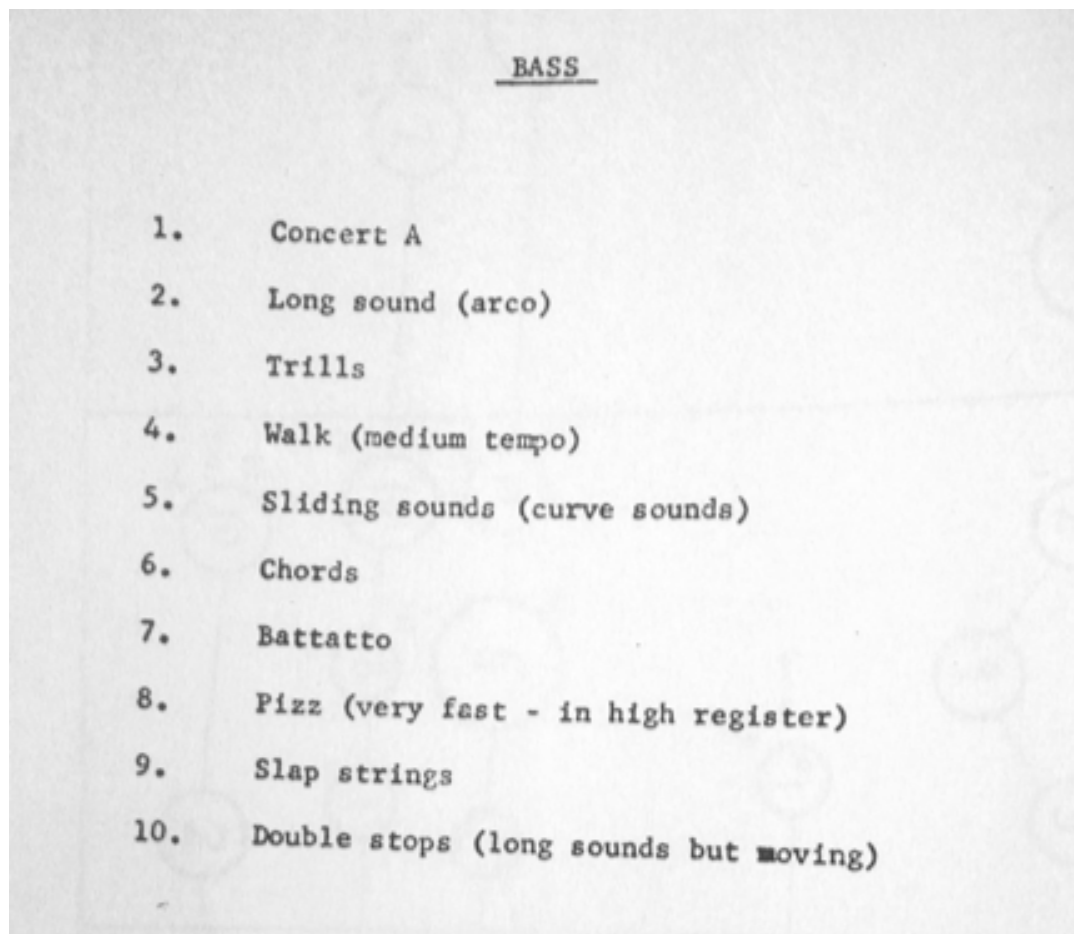 BASS
1. Concert A
2. Long sound (arco)
3. Trills
4. Walk (medium tempo)
5. Sliding sounds (curve sounds)
6. Chords
7. Battatto
8. Pizz (very fast - in high register)
9. Slap strings
10. Double stops (long sounds but moving)